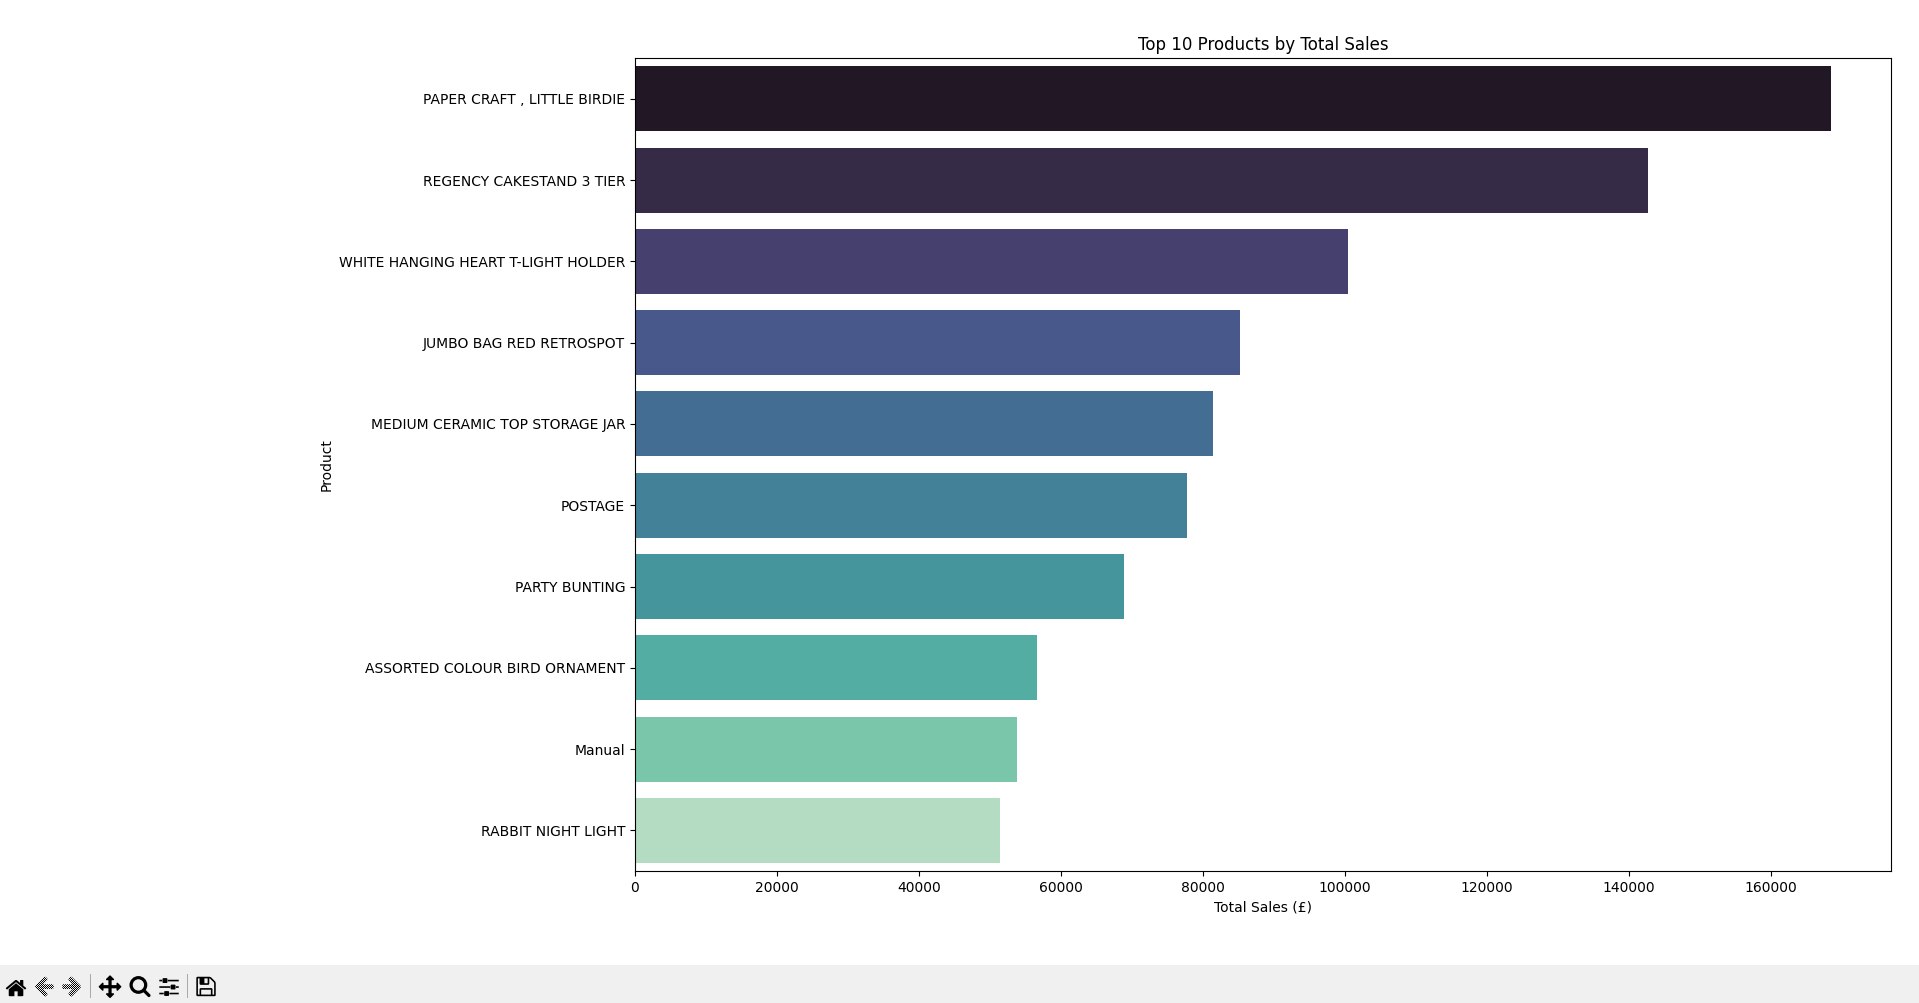 Top 10 Products by Total Sales
PAPER CRAFT , LITTLE BIRDIE
REGENCY CAKESTAND 3 TIER
WHITE HANGING HEART T-LIGHT HOLDER
JUMBO BAG RED RETROSPOT
MEDIUM CERAMIC TOP STORAGE JAR
POSTAGE
PARTY BUNTING
ASSORTED COLOUR BIRD ORNAMENT
Manual
RABBIT NIGHT LIGHT
Product
0 20000 40000 60000 80000 100000 120000 140000 160000
Total Sales (£)